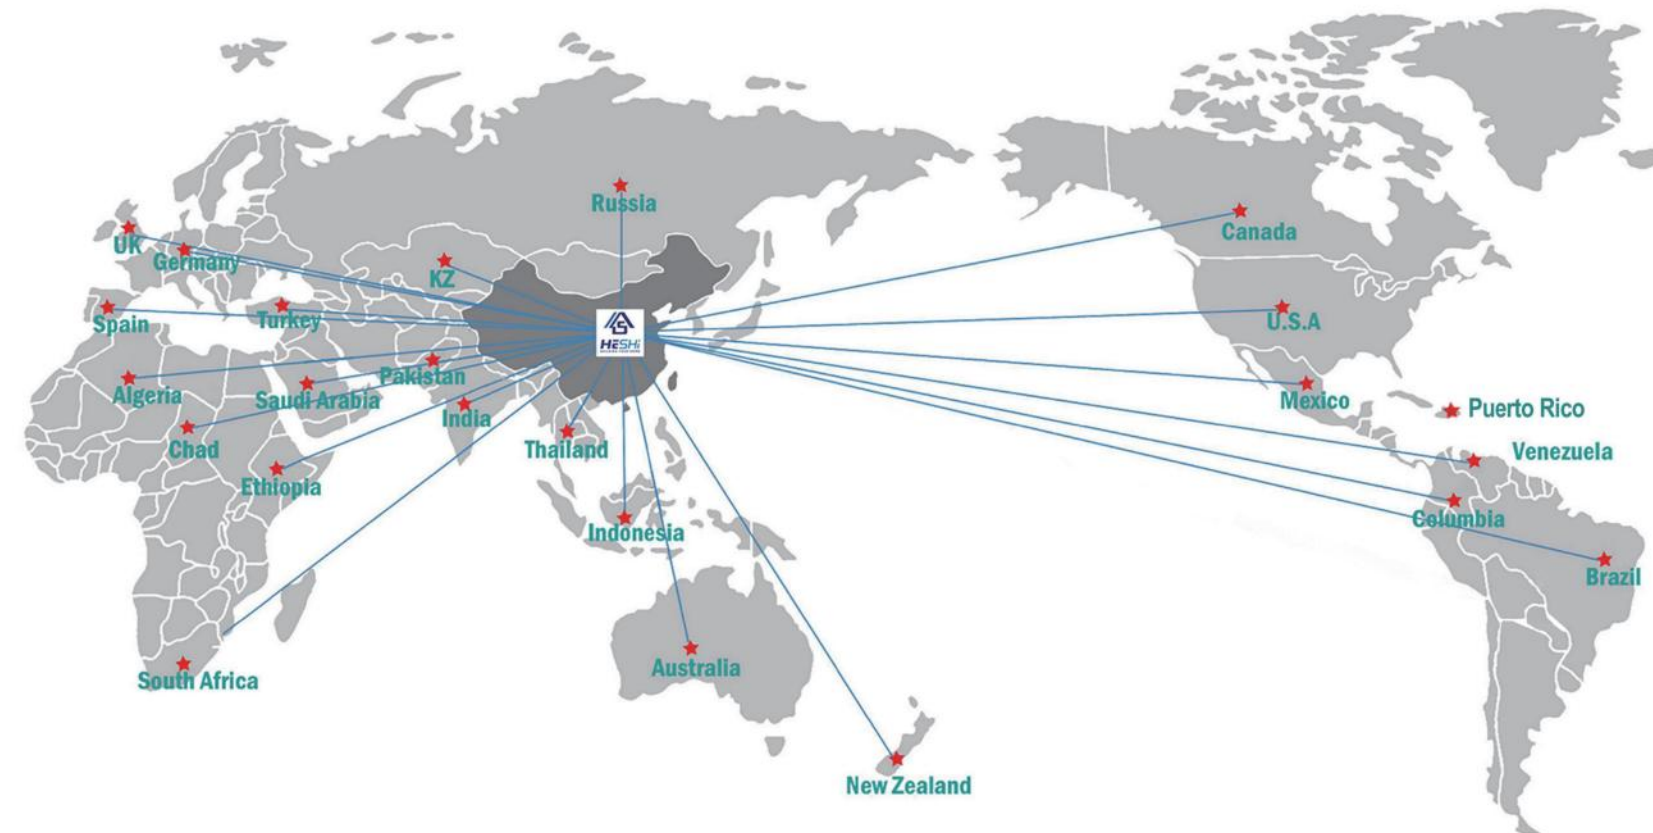 Russia
UK
Canada
Germany
KZ
Spain
Turkey
U.S.A
HESHi
Pakistan
Algeria
Saudi Arabia
Mexico
Puerto Rico
India
Chad
Thailand
Venezuela
Ethiopia
Columbia
Indonesia
Brazil
Australia
South Africa
New Zealand